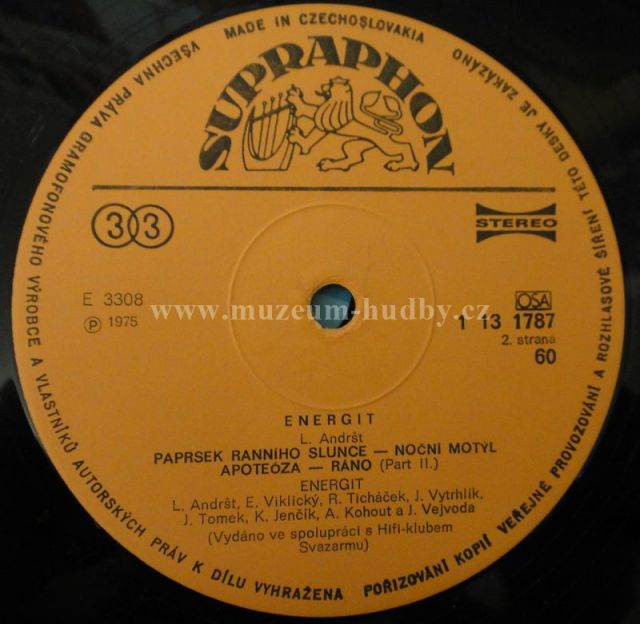 VŠECHNA PRÁVA GRAMOFONOVÉHO VÝROBCE A VLASTNÍKŮ AUTORSKÝCH PRÁV K DÍLU VYHRAŽENA
POŘIZOVÁNÍ KOPIÍ VEŘEJNÉ PROVOZOVÁNÍ A ROZHLASOVÉ ŠÍŘENÍ TÉTO DESKY JE ZAKÁZÁNO
MADE IN CZECHOSLOVAKIA
SUPRAPHON
33
STEREO
E 3308
OSA
www.muzeum-hudby.cz
Ⓟ 1975
1 13 1787
2. strana
60
ENERGIT
L. Andršt
PAPRSEK RANNÍHO SLUNCE — NOČNÍ MOTÝL
APOTEÓZA — RÁNO (Part II.)
ENERGIT
L. Andršt, E. Viklický, R. Ticháček, J. Vytrhlík,
J. Tomek, K. Jenčík, A. Kohout a J. Vejvoda
(Vydáno ve spolupráci s Hifi-klubem
Svazarmu)